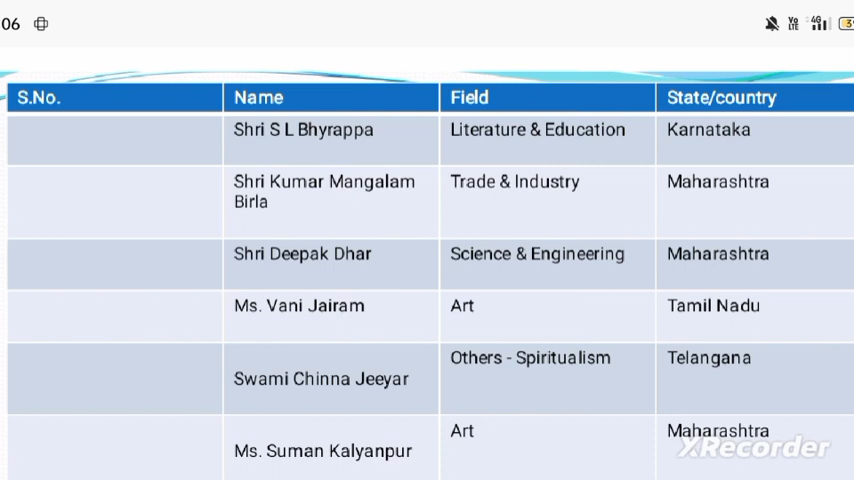 06
4G
S.No. Name Field State/country
Shri S L Bhyrappa Literature & Education Karnataka
Shri Kumar Mangalam Trade & Industry Maharashtra
Birla
Shri Deepak Dhar Science & Engineering Maharashtra
Ms. Vani Jairam Art Tamil Nadu
Others - Spiritualism Telangana
Swami Chinna Jeeyar
Art Maharashtra
Ms. Suman Kalyanpur
XRecorder